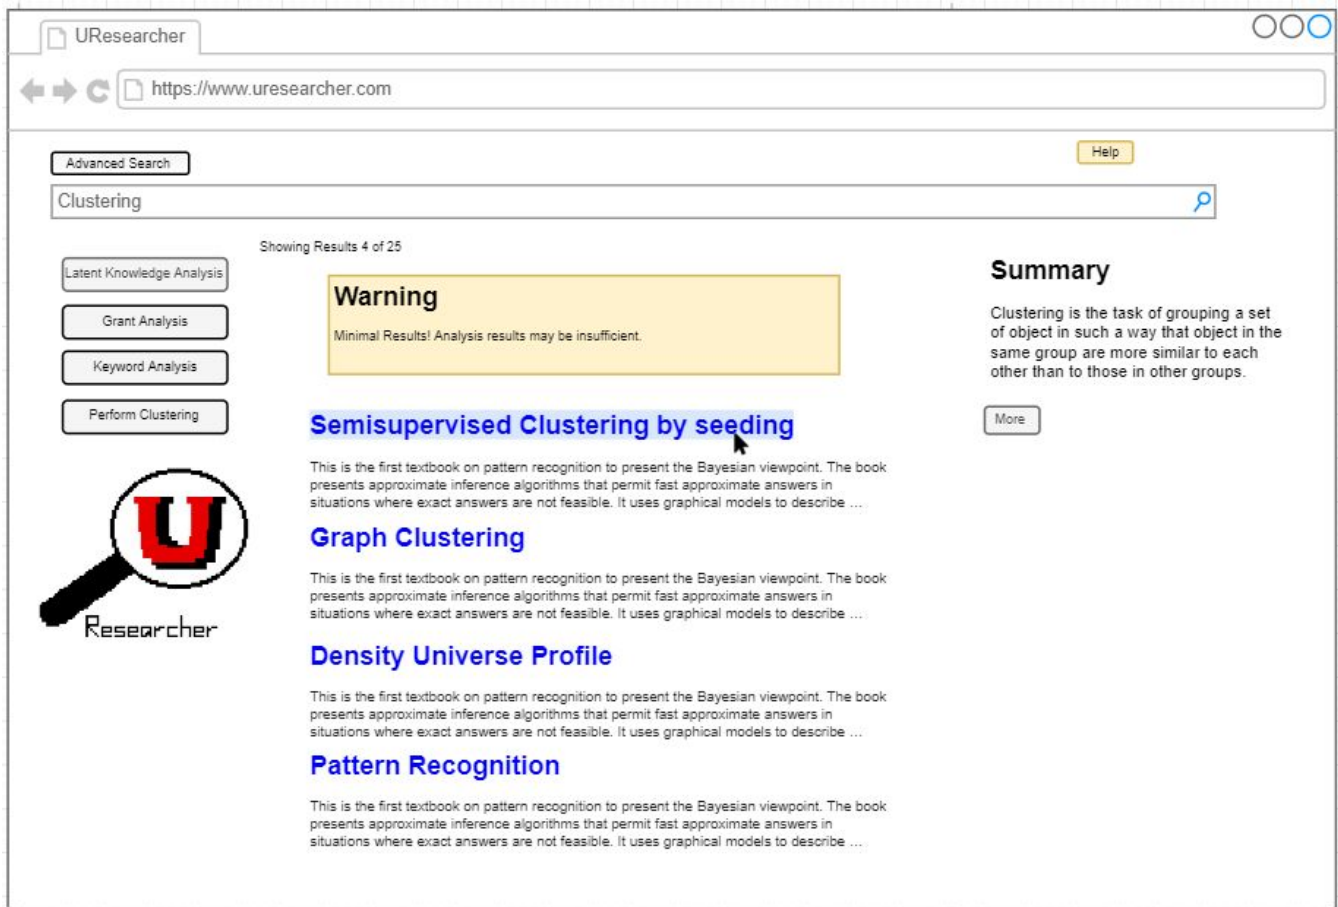 UResearcher
https://www.uresearcher.com
Advanced Search
Help
Clustering
Showing Results 4 of 25
Latent Knowledge Analysis
Grant Analysis
Keyword Analysis
Perform Clustering
U
Researcher
Warning
Minimal Results! Analysis results may be insufficient.
Semisupervised Clustering by seeding
This is the first textbook on pattern recognition to present the Bayesian viewpoint. The book
presents approximate inference algorithms that permit fast approximate answers in
situations where exact answers are not feasible. It uses graphical models to describe ...
Graph Clustering
This is the first textbook on pattern recognition to present the Bayesian viewpoint. The book
presents approximate inference algorithms that permit fast approximate answers in
situations where exact answers are not feasible. It uses graphical models to describe ...
Density Universe Profile
This is the first textbook on pattern recognition to present the Bayesian viewpoint. The book
presents approximate inference algorithms that permit fast approximate answers in
situations where exact answers are not feasible. It uses graphical models to describe ...
Pattern Recognition
This is the first textbook on pattern recognition to present the Bayesian viewpoint. The book
presents approximate inference algorithms that permit fast approximate answers in
situations where exact answers are not feasible. It uses graphical models to describe ...
Summary
Clustering is the task of grouping a set
of object in such a way that object in the
same group are more similar to each
other than to those in other groups.
More